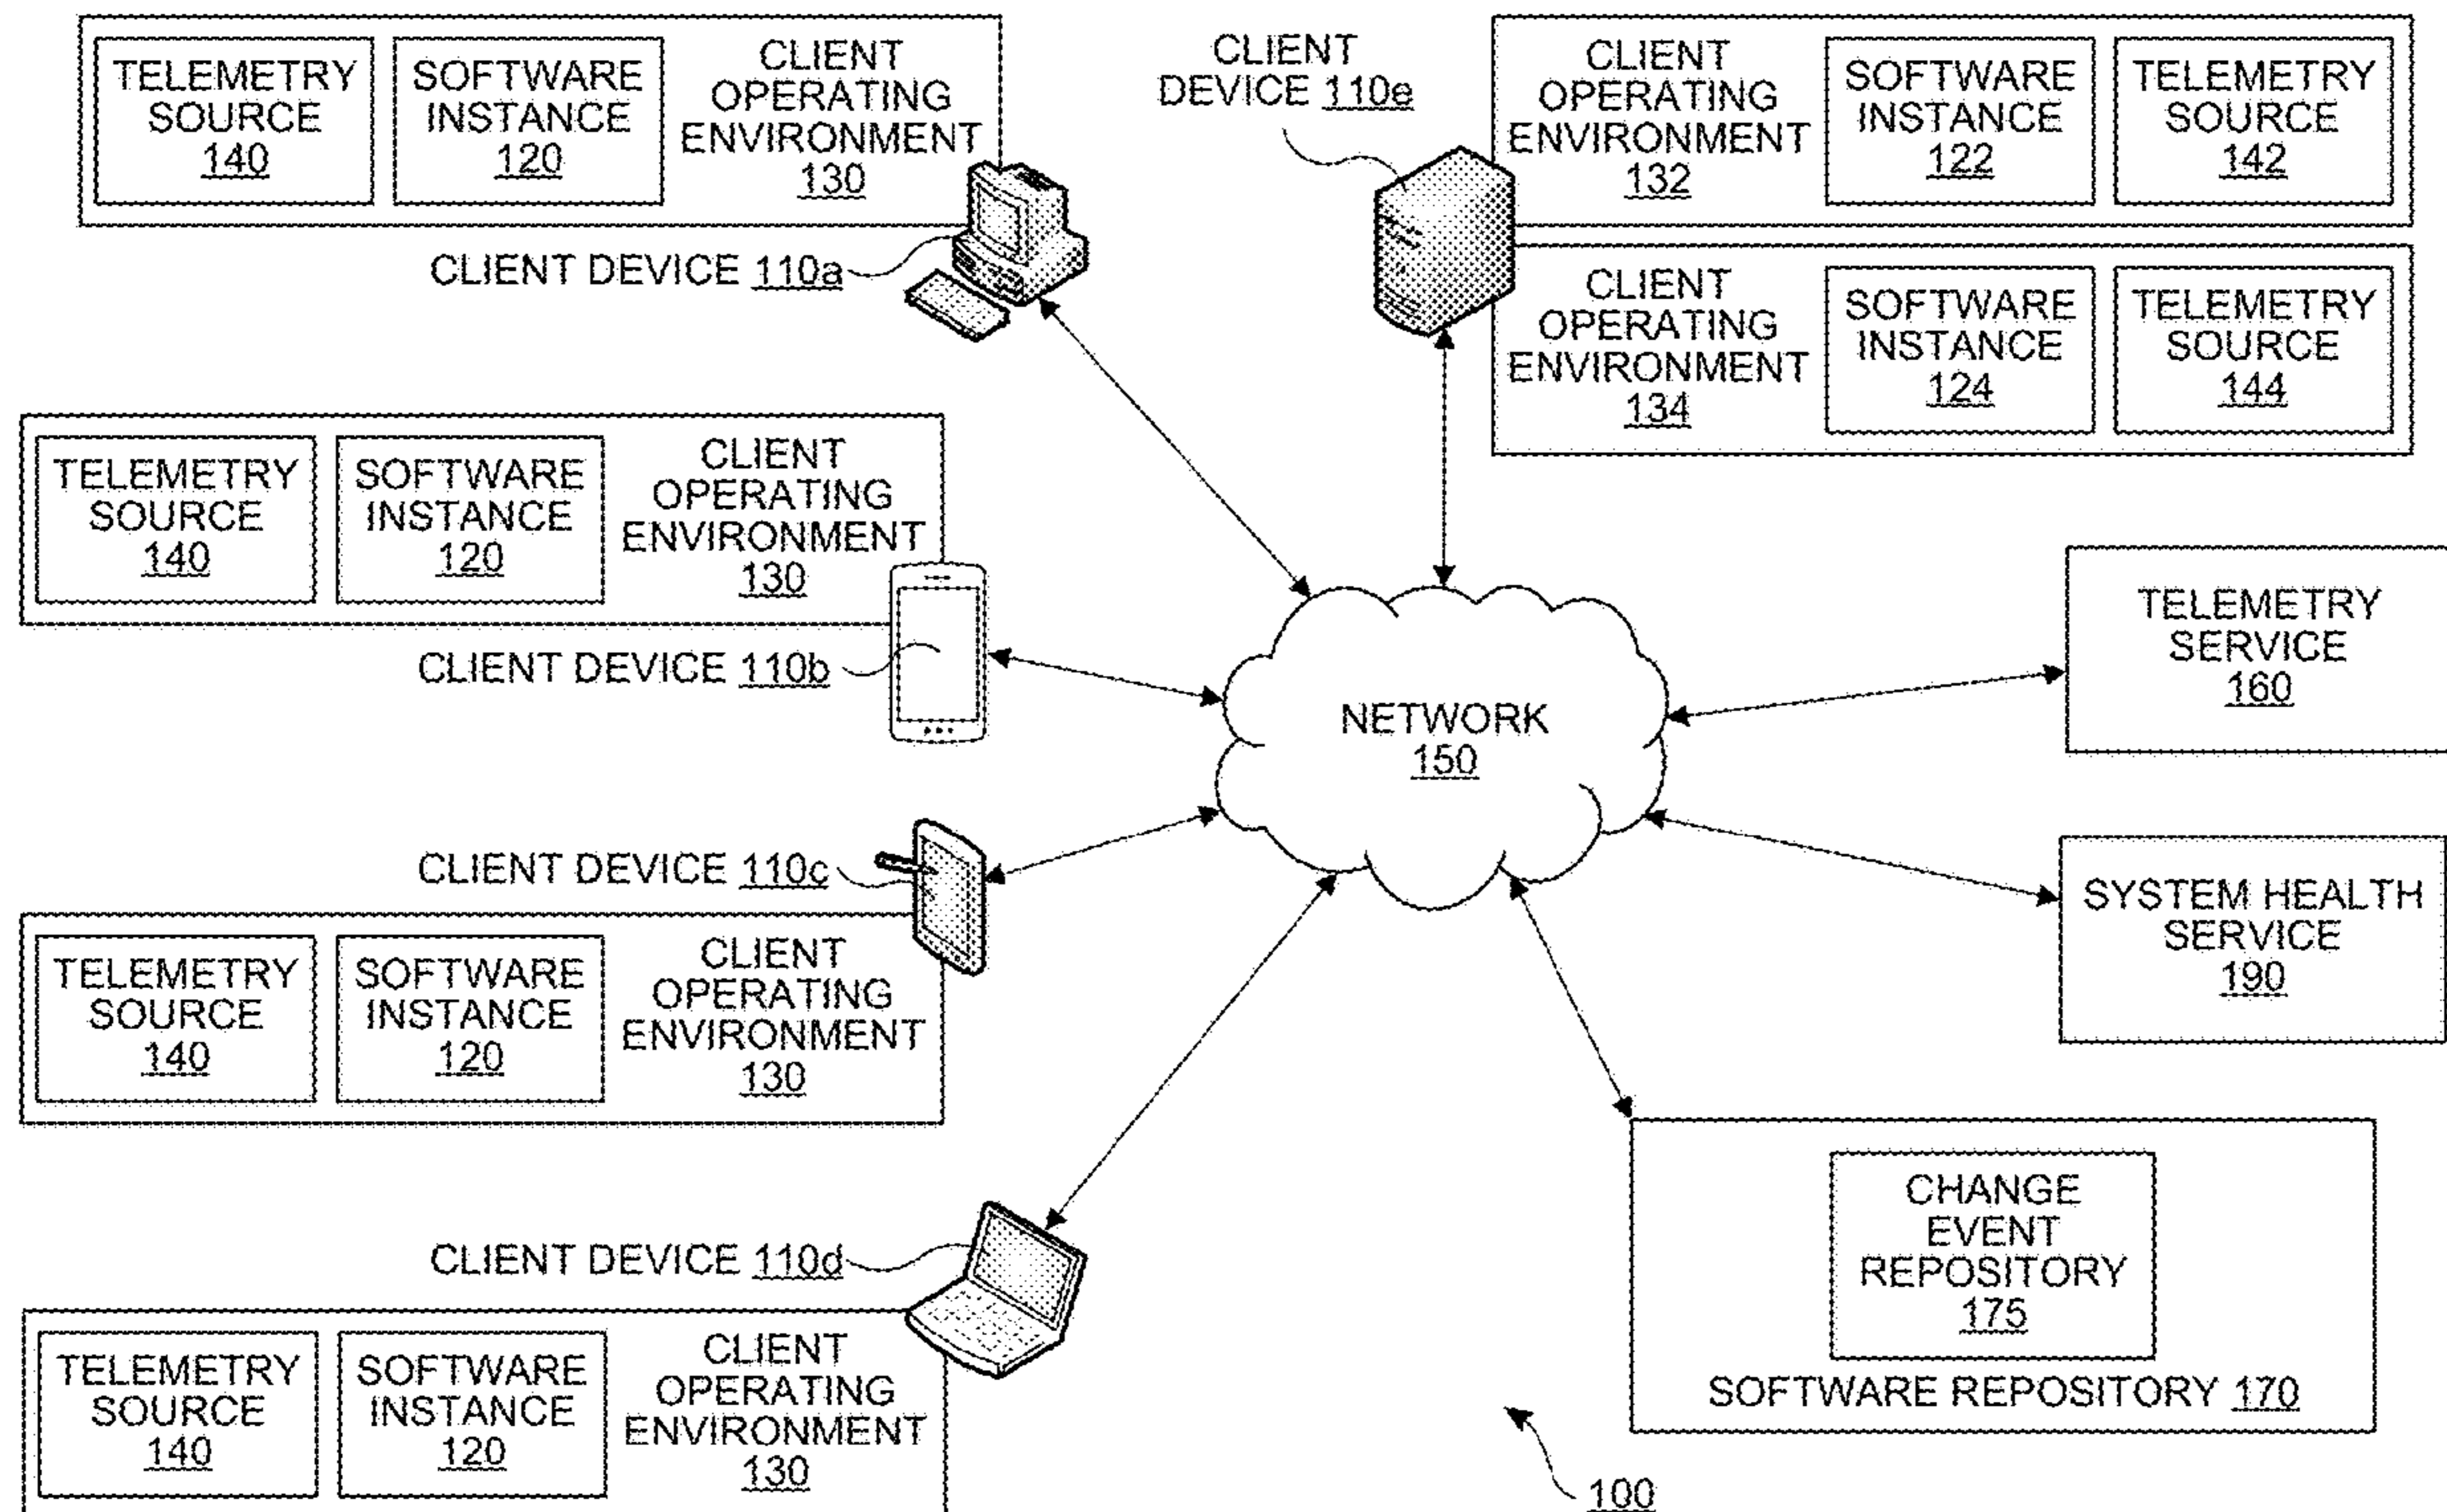 TELEMETRY
SOURCE
140
SOFTWARE
INSTANCE
120
CLIENT
OPERATING
ENVIRONMENT
130
CLIENT DEVICE 110a
CLIENT
DEVICE 110e
CLIENT
OPERATING
ENVIRONMENT
132
SOFTWARE
INSTANCE
122
TELEMETRY
SOURCE
142
CLIENT
OPERATING
ENVIRONMENT
134
SOFTWARE
INSTANCE
124
TELEMETRY
SOURCE
144
TELEMETRY
SOURCE
140
SOFTWARE
INSTANCE
120
CLIENT
OPERATING
ENVIRONMENT
130
CLIENT DEVICE 110b
NETWORK
150
TELEMETRY
SERVICE
160
CLIENT DEVICE 110c
TELEMETRY
SOURCE
140
SOFTWARE
INSTANCE
120
CLIENT
OPERATING
ENVIRONMENT
130
SYSTEM HEALTH
SERVICE
190
CLIENT DEVICE 110d
TELEMETRY
SOURCE
140
SOFTWARE
INSTANCE
120
CLIENT
OPERATING
ENVIRONMENT
130
CHANGE
EVENT
REPOSITORY
175
SOFTWARE REPOSITORY 170
100